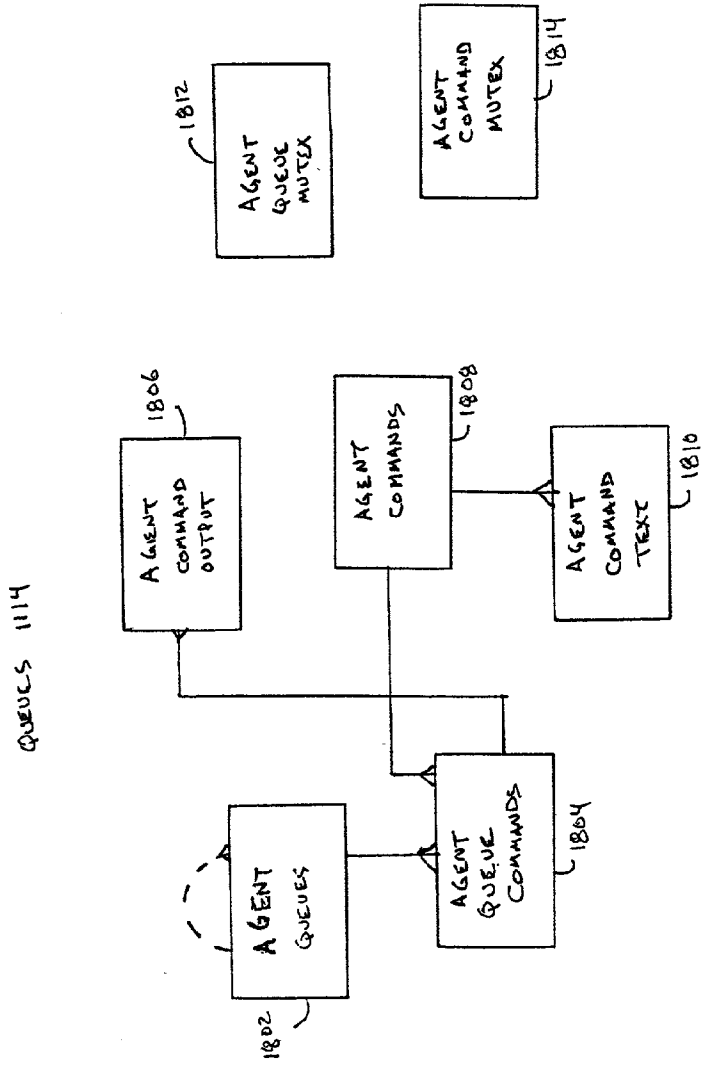 QUEUES 1114
AGENT
QUEUES
1802
AGENT
QUEUE
COMMANDS
1804
AGENT
COMMAND
OUTPUT
1806
AGENT
COMMANDS
1808
AGENT
COMMAND
TEXT
1810
AGENT
QUEUE
MUTEX
1812
AGENT
COMMAND
MUTEX
1814